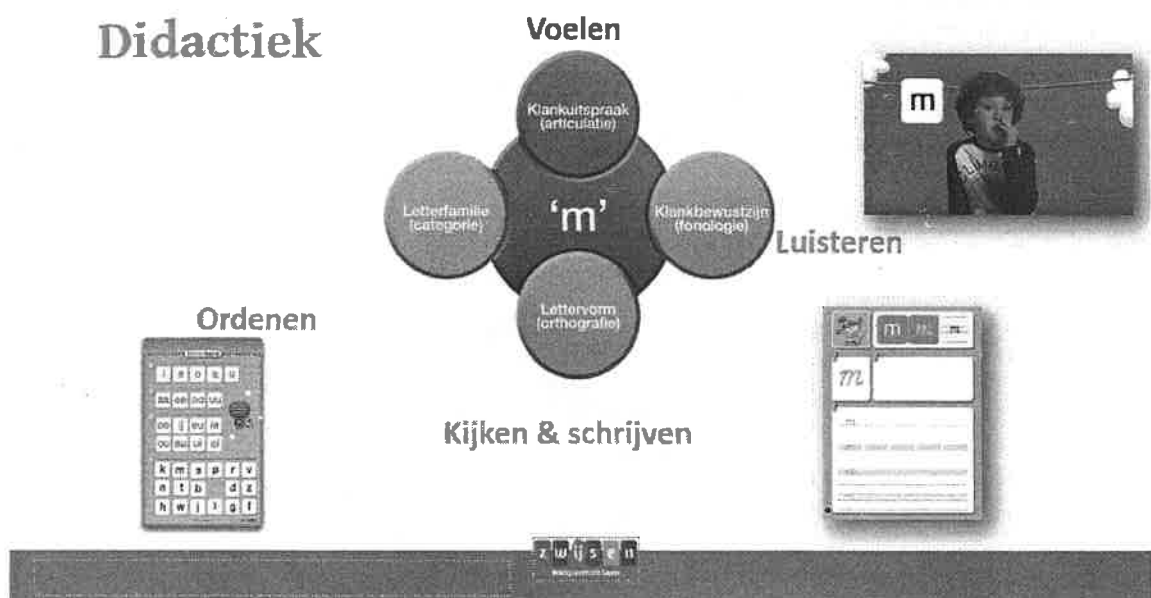 Didactiek
Voelen
Klankuitspraak
(articulatie)
m
Letterfamilie
(categorie)
'm'
Klankbewustzijn
(fonologie)
Luisteren
Lettervorm
(orthografie)
Ordenen
m m m
m
Kijken & schrijven
k m s p r v
n t b d z
h w j l g f
zwijsen